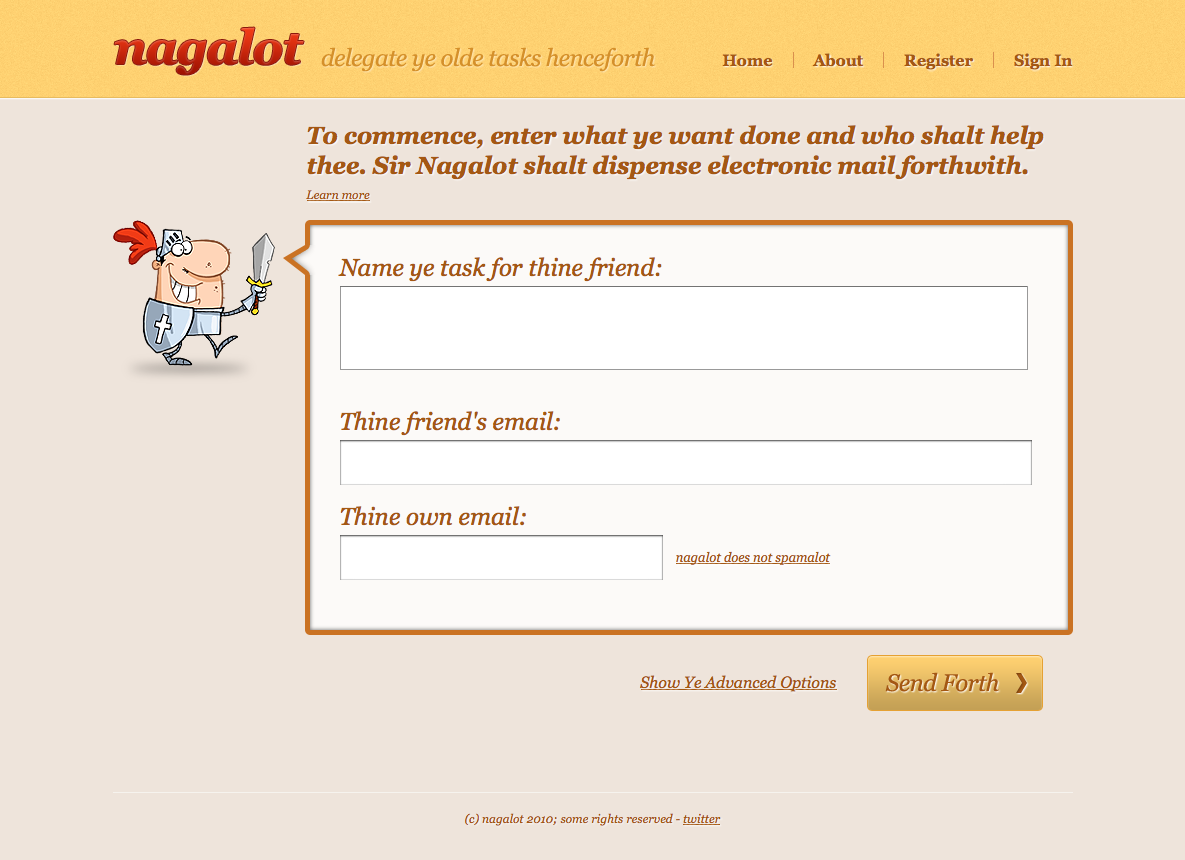 nagalot delegate ye olde tasks henceforth Home About Register Sign In
To commence, enter what ye want done and who shalt help
thee. Sir Nagalot shalt dispense electronic mail forthwith.
Learn more
Name ye task for thine friend:
Thine friend's email:
Thine own email:
nagalot does not spamalot
Show Ye Advanced Options Send Forth ❯
(c) nagalot 2010; some rights reserved - twitter